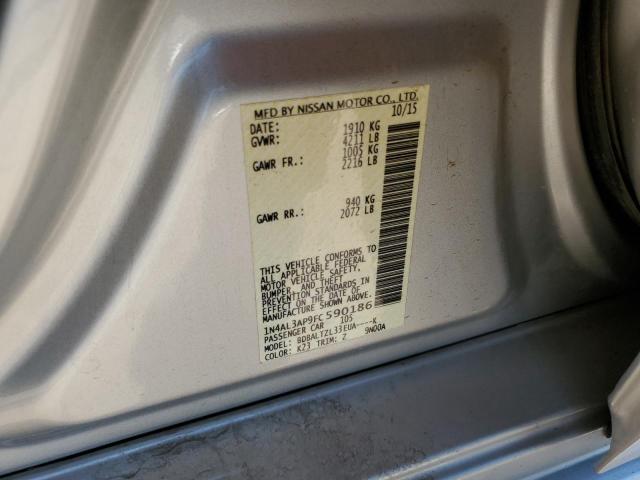 MFD BY NISSAN MOTOR CO., LTD.
DATE: 10/15
GVWR: 1910 KG
4211 LB
GAWR FR.: 1005 KG
2216 LB
GAWR RR.: 940 KG
2072 LB
THIS VEHICLE CONFORMS TO
ALL APPLICABLE FEDERAL
MOTOR VEHICLE SAFETY,
BUMPER, AND THEFT
PREVENTION STANDARDS IN
EFFECT ON THE DATE OF
MANUFACTURE SHOWN ABOVE.
1N4AL3AP9FC590186
PASSENGER CAR 105
MODEL: BDBALTZL33EUA----K
COLOR: K23 TRIM: Z 9N00A